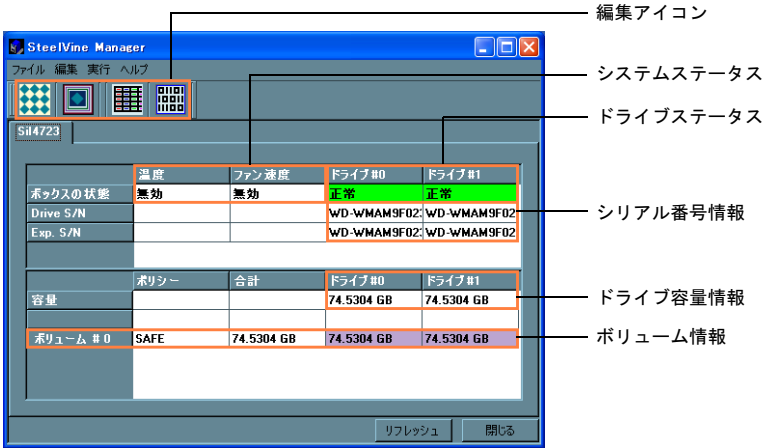 編集アイコン
SteelVine Manager
ファイル 編集 実行 ヘルプ
システムステータス
ドライブステータス
Sil4723
温度 ファン速度 ドライブ#0 ドライブ#1
ボックスの状態 無効 無効 正常 正常
Drive S/N WD-WMAM9F02 WD-WMAM9F02
シリアル番号情報
Exp. S/N WD-WMAM9F02 WD-WMAM9F02
ポリシー 合計 ドライブ#0 ドライブ#1
容量 74.5304 GB 74.5304 GB
ドライブ容量情報
ボリューム #0 SAFE 74.5304 GB 74.5304 GB 74.5304 GB
ボリューム情報
リフレッシュ 閉じる